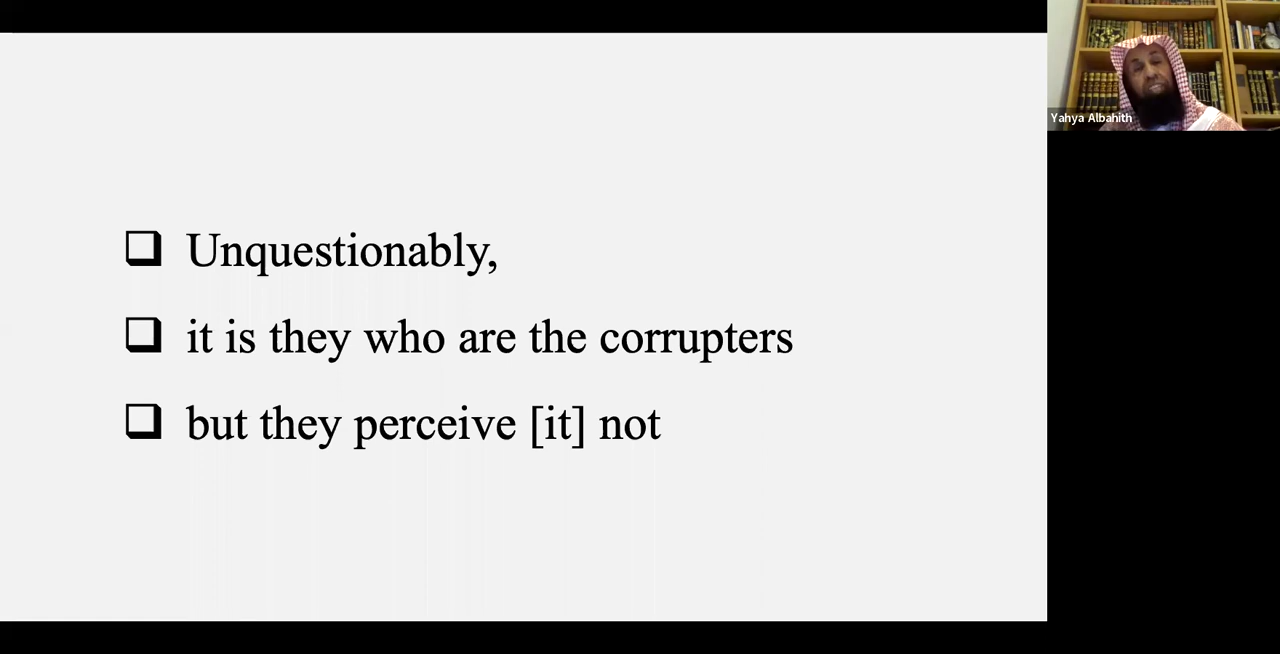 Unquestionably,
it is they who are the corrupters
but they perceive [it] not
Yahya Albahith